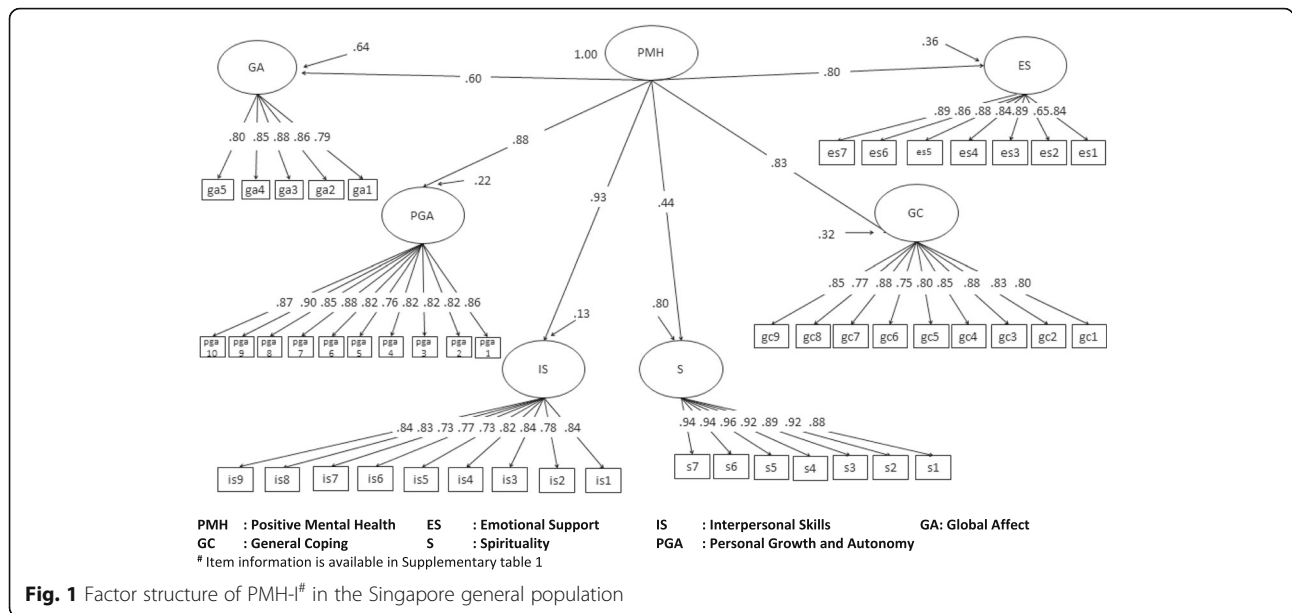 PMH
1.00
GA
.64
.60
.36
ES
.80
.80 .85 .88 .86 .79
ga5 ga4 ga3 ga2 ga1
.89 .86 .88 .84 .89 .65 .84
es7 es6 es5 es4 es3 es2 es1
.88
.22
PGA
.83
GC
.32
.93
.44
.87 .90 .85 .88 .82 .76 .82 .82 .82 .86
pga 10 pga 9 pga 8 pga 7 pga 6 pga 5 pga 4 pga 3 pga 2 pga 1
.85 .77 .88 .75 .80 .85 .88 .83 .80
gc9 gc8 gc7 gc6 gc5 gc4 gc3 gc2 gc1
.13
IS
.80
S
.84 .83 .73 .77 .73 .82 .84 .78 .84
is9 is8 is7 is6 is5 is4 is3 is2 is1
.94 .94 .96 .92 .89 .92 .88
s7 s6 s5 s4 s3 s2 s1
PMH : Positive Mental Health ES : Emotional Support IS : Interpersonal Skills GA: Global Affect
GC : General Coping S : Spirituality PGA : Personal Growth and Autonomy
# Item information is available in Supplementary table 1
Fig. 1 Factor structure of PMH-I# in the Singapore general population